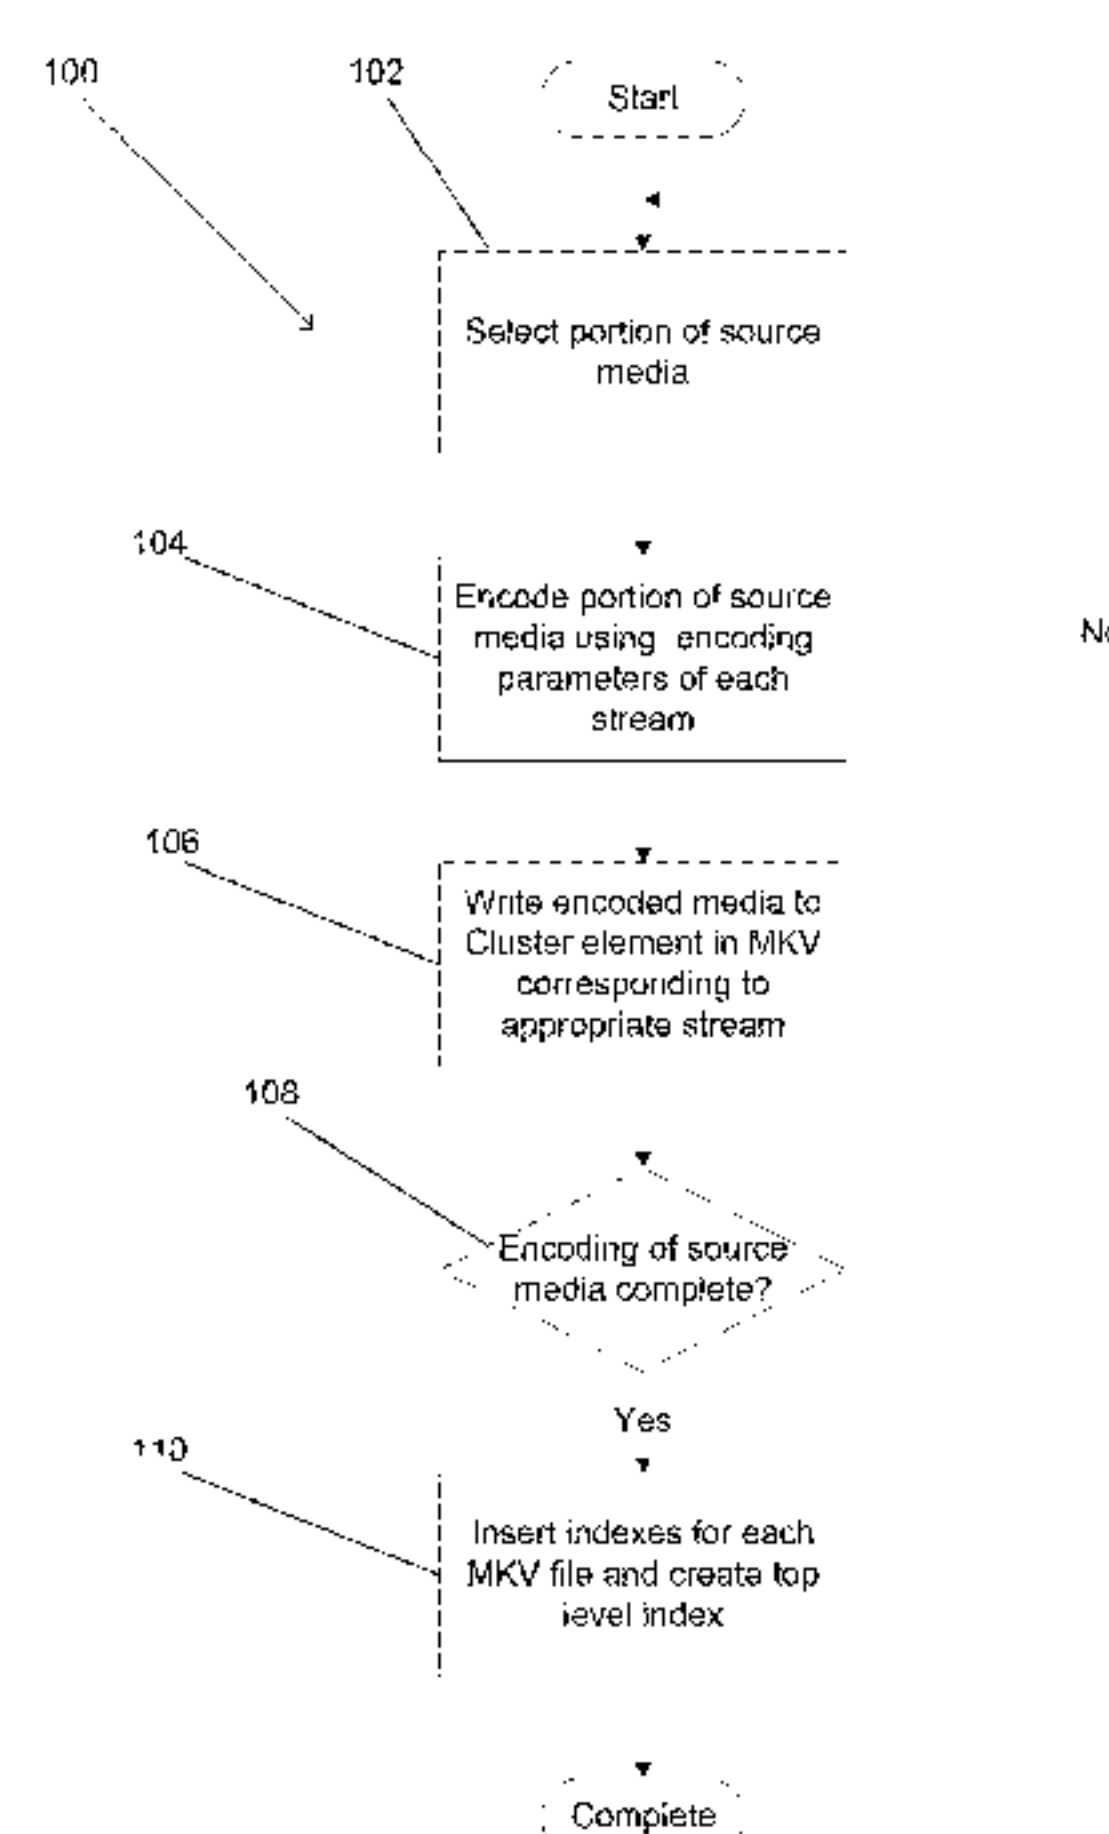 100
102
Start
Select portion of source
media
104
Encode portion of source
media using encoding
parameters of each
stream
No
106
Write encoded media to
Cluster element in MKV
corresponding to
appropriate stream
108
Encoding of source
media complete?
Yes
110
Insert indexes for each
MKV file and create top
level index
Complete